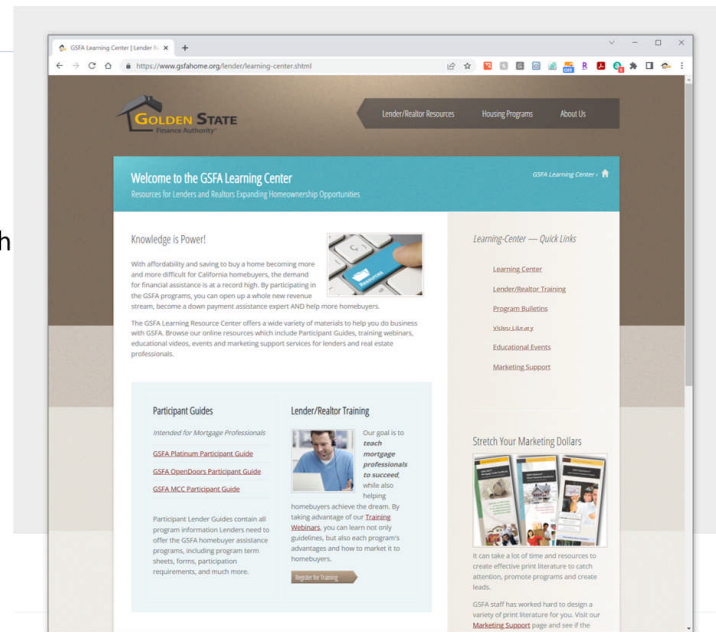 GSFA Learning Center | Lender R
https://www.gsfahome.org/lender/learning-center.shtml
GOLDEN STATE
Finance Authority
Lender/Realtor Resources
Housing Programs
About Us
Welcome to the GSFA Learning Center
Resources for Lenders and Realtors Expanding Homeownership Opportunities
GSFA Learning Center ›
h
Knowledge is Power!
With affordability and saving to buy a home becoming more
and more difficult for California homebuyers, the demand
for financial assistance is at a record high. By participating in
the GSFA programs, you can open up a whole new revenue
stream, become a down payment assistance expert AND help more homebuyers.
The GSFA Learning Resource Center offers a wide variety of materials to help you do business
with GSFA. Browse our online resources which include Participant Guides, training webinars,
educational videos, events and marketing support services for lenders and real estate
professionals.
Resources
Participant Guides
Intended for Mortgage Professionals
GSFA Platinum Participant Guide
GSFA OpenDoors Participant Guide
GSFA MCC Participant Guide
Participant Lender Guides contain all
program information Lenders need to
offer the GSFA homebuyer assistance
programs, including program term
sheets, forms, participation
requirements, and much more.
Lender/Realtor Training
Our goal is to
teach
mortgage
professionals
to succeed,
while also
helping
homebuyers achieve the dream. By
taking advantage of our Training
Webinars, you can learn not only
guidelines, but also each program's
advantages and how to market it to
homebuyers.
Register for Training
Learning-Center — Quick Links
Learning Center
Lender/Realtor Training
Program Bulletins
Video Library
Educational Events
Marketing Support
Stretch Your Marketing Dollars
It can take a lot of time and resources to
create effective print literature to catch
attention, promote programs and create
leads.
GSFA staff has worked hard to design a
variety of print literature for you. Visit our
Marketing Support page and see if the